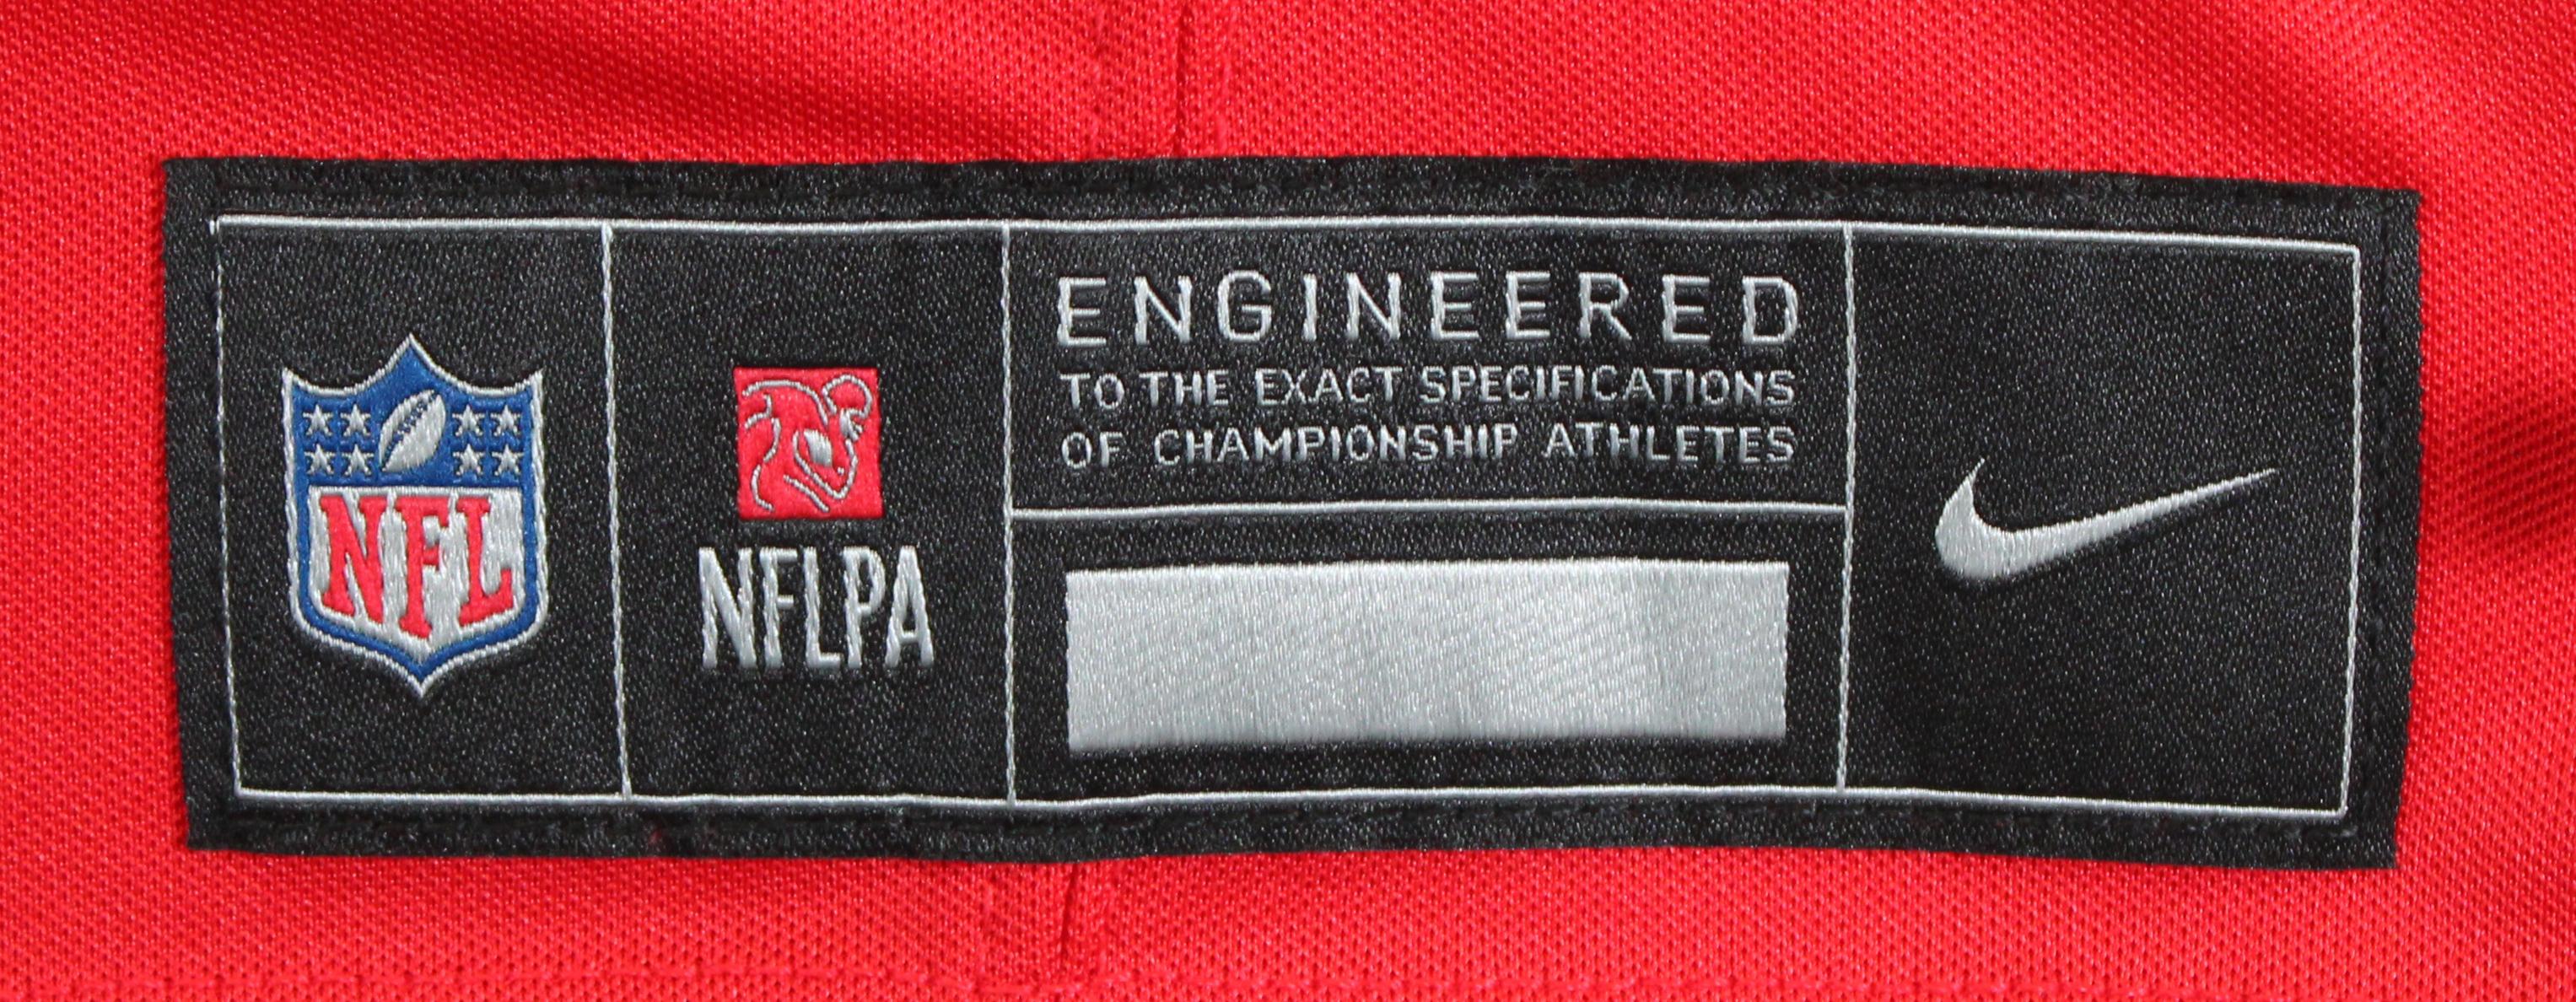 NFL
NFLPA
ENGINEERED
TO THE EXACT SPECIFICATIONS
OF CHAMPIONSHIP ATHLETES